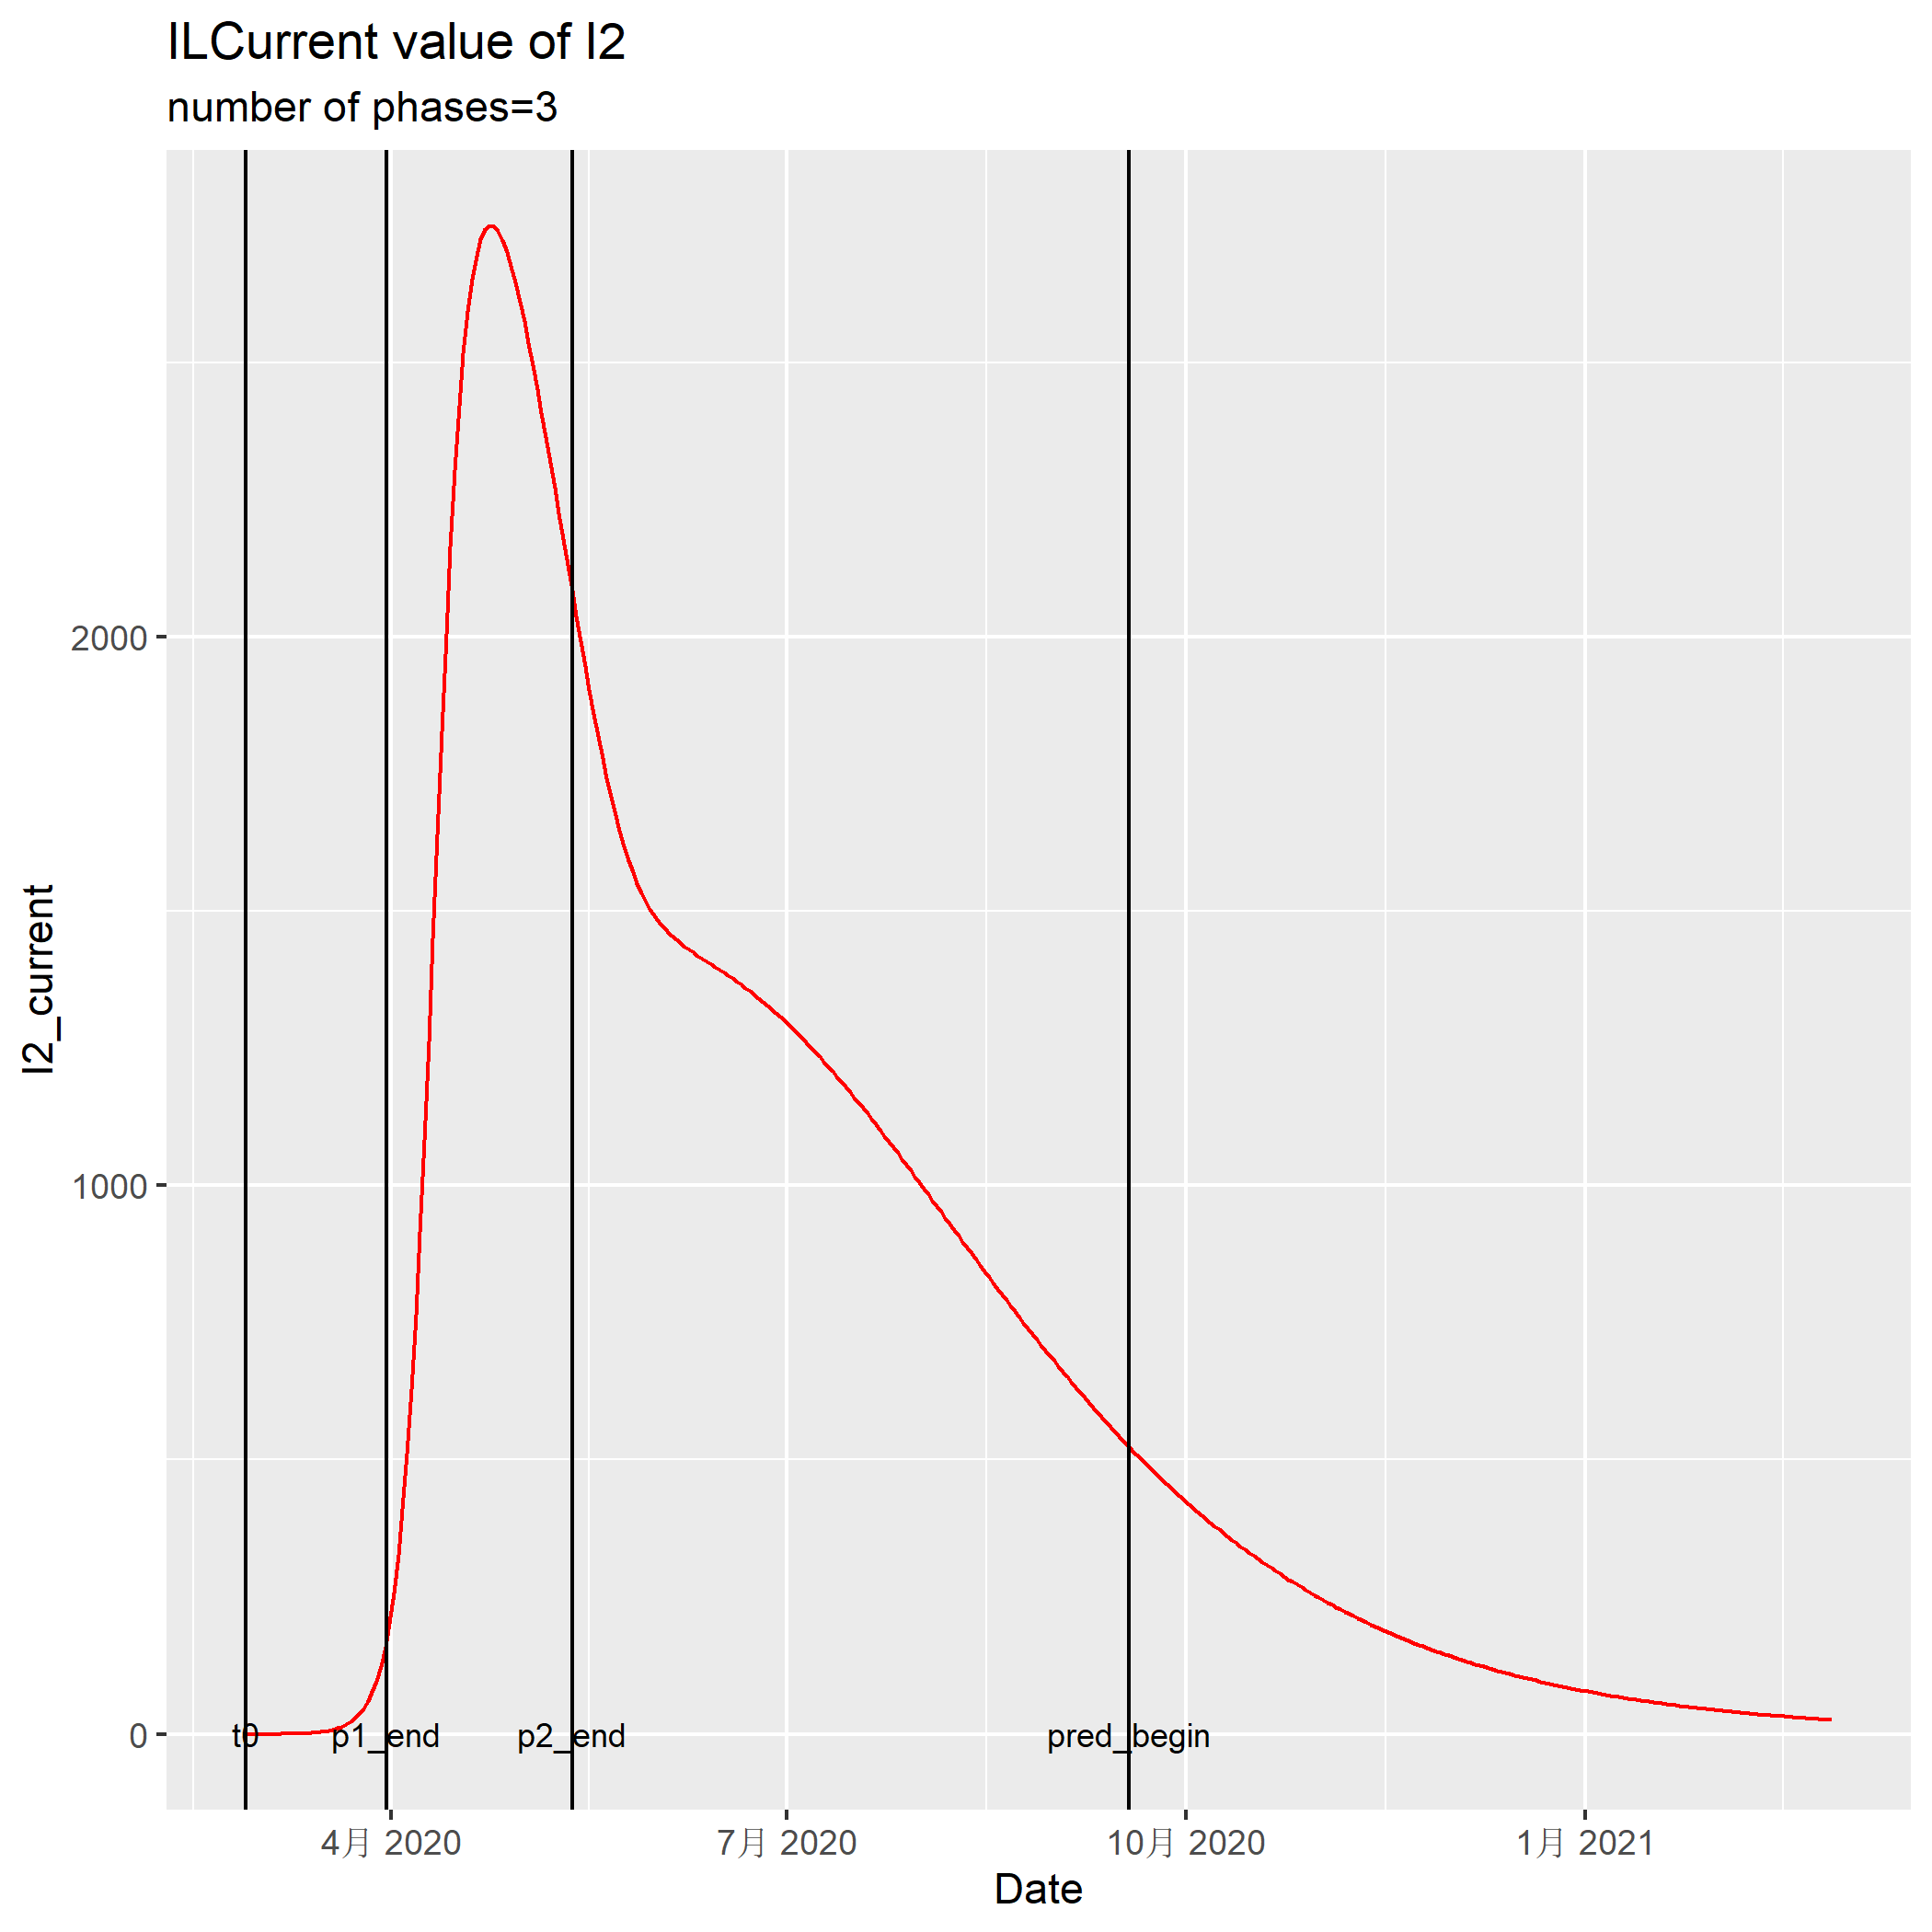 ILCurrent value of I2
number of phases=3
I2_current
2000
1000
0
t0 p1_end p2_end pred_begin
4月 2020 7月 2020 10月 2020 1月 2021
Date